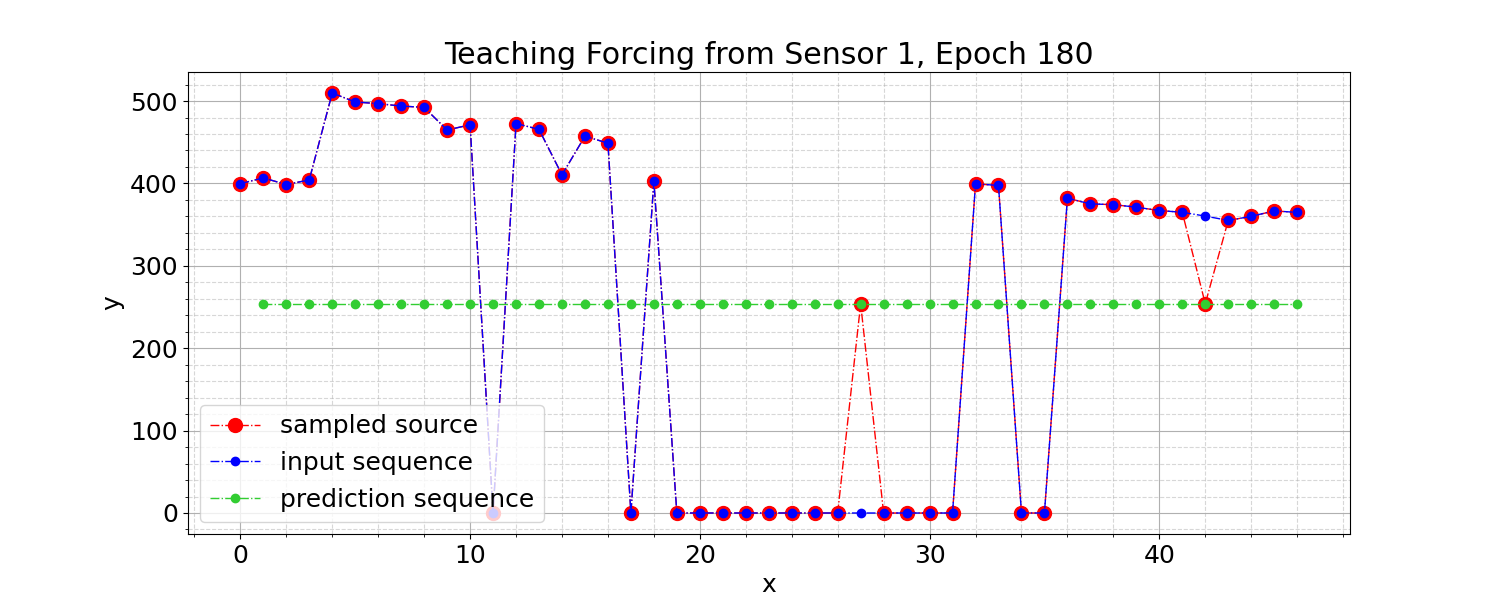 Teaching Forcing from Sensor 1, Epoch 180
y
500
400
300
200
100
0
sampled source
input sequence
prediction sequence
0 10 20 30 40
x